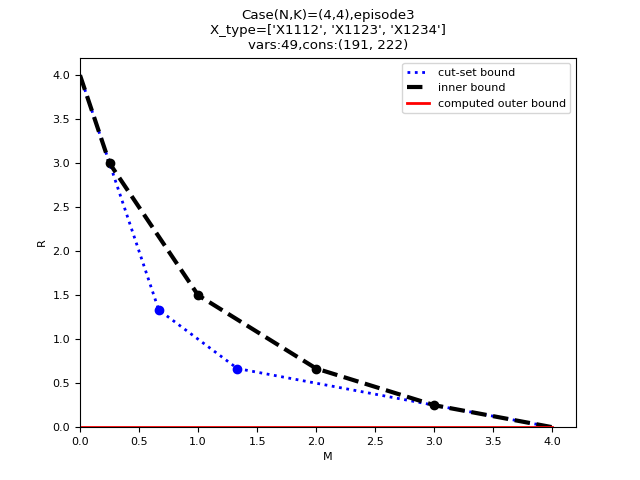 Case(N,K)=(4,4),episode3
X_type=['X1112', 'X1123', 'X1234']
vars:49,cons:(191, 222)
cut-set bound
inner bound
computed outer bound
4.0
3.5
3.0
2.5
2.0
1.5
1.0
0.5
0.0
R
0.0 0.5 1.0 1.5 2.0 2.5 3.0 3.5 4.0
M